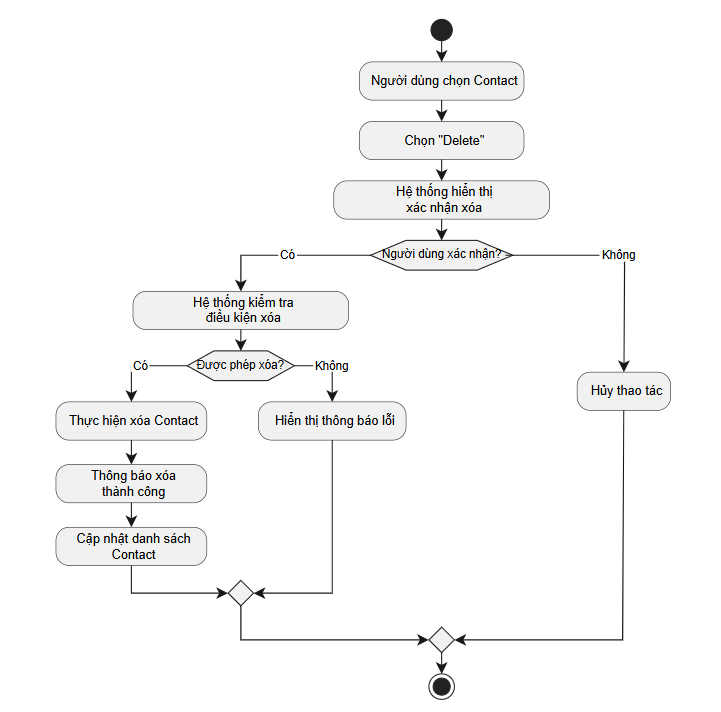 Người dùng chọn Contact
Chọn "Delete"
Hệ thống hiển thị
xác nhận xóa
Có
Người dùng xác nhận?
Không
Hệ thống kiểm tra
điều kiện xóa
Có
Được phép xóa?
Không
Thực hiện xóa Contact
Hiển thị thông báo lỗi
Hủy thao tác
Thông báo xóa
thành công
Cập nhật danh sách
Contact